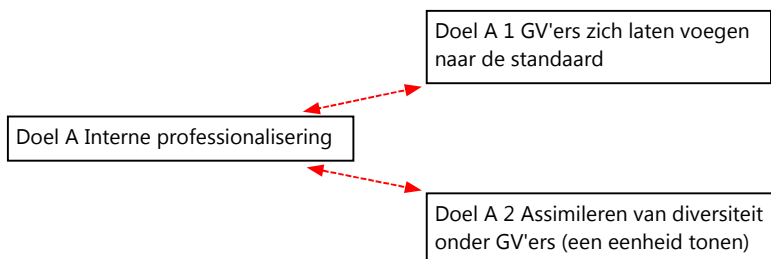 Doel A 1 GV'ers zich laten voegen
naar de standaard
Doel A Interne professionalisering
Doel A 2 Assimileren van diversiteit
onder GV'ers (een eenheid tonen)